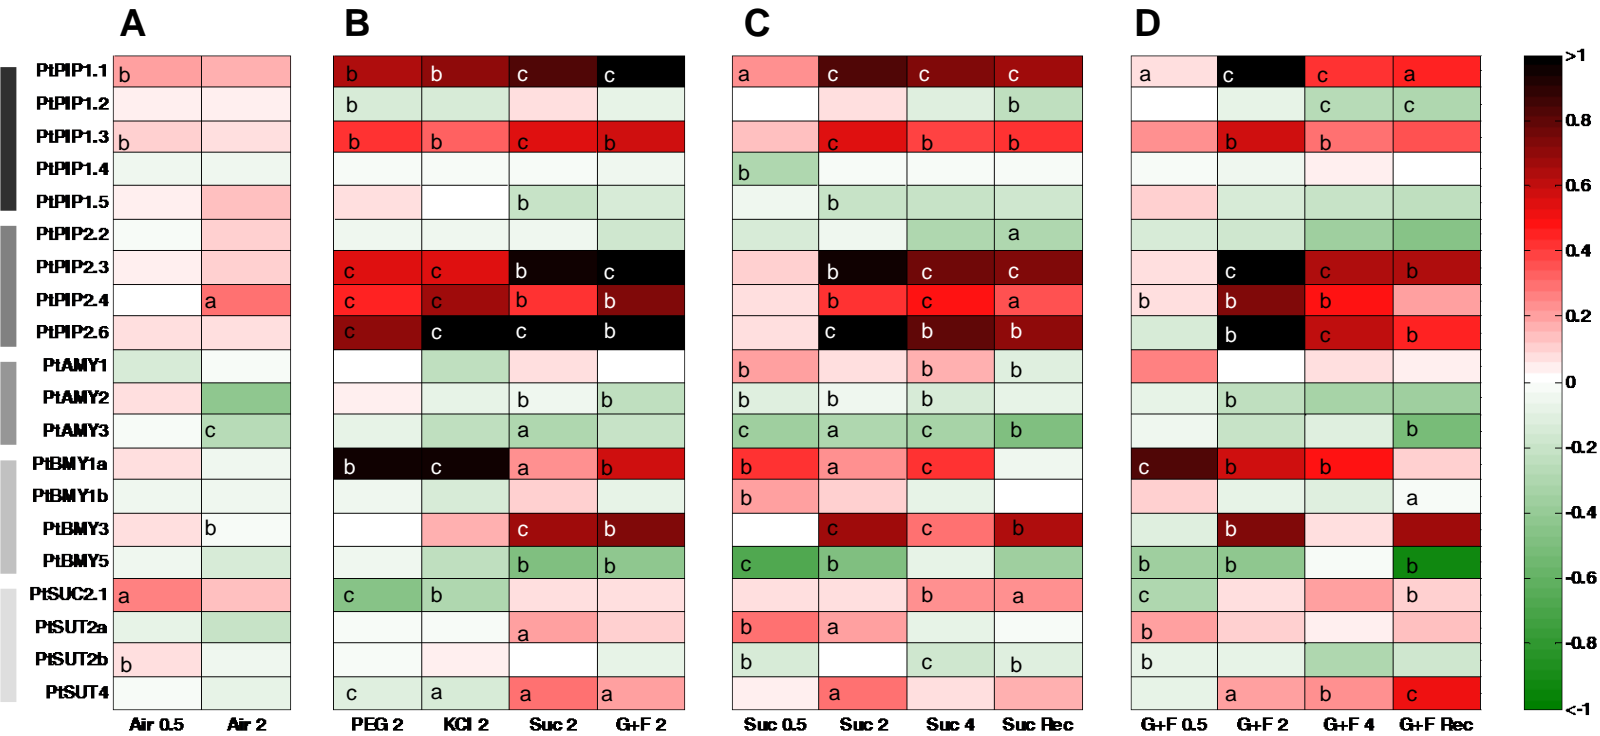 A B C D
PtPIP1.1 b b b c c a c c c a c c a >1
PtPIP1.2 b b c c
PtPIP1.3 b b b c b c b b b b 0.8
PtPIP1.4 b
PtPIP1.5 b b 0.6
PtPIP2.2 a
PtPIP2.3 c c b c b c c c c b 0.4
PtPIP2.4 a c c b b b c a b b b
PtPIP2.6 c c c b c b b b c b 0.2
PtAMY1 b b b
PtAMY2 b b b b b b 0
PtAMY3 c a c a c b b
PtBMY1a b c a b b a c c b b -0.2
PtBMY1b b a
PtBMY3 b c b c c b b -0.4
PtBMY5 b b c b b b b
PtSUC2.1 a c b b a c b -0.6
PtSUT2a a b a b
PtSUT2b b b c b b -0.8
PtSUT4 c a a a a a b c
<-1
Air 0.5 Air 2 PEG 2 KCl 2 Suc 2 G+F 2 Suc 0.5 Suc 2 Suc 4 Suc Rec G+F 0.5 G+F 2 G+F 4 G+F Rec